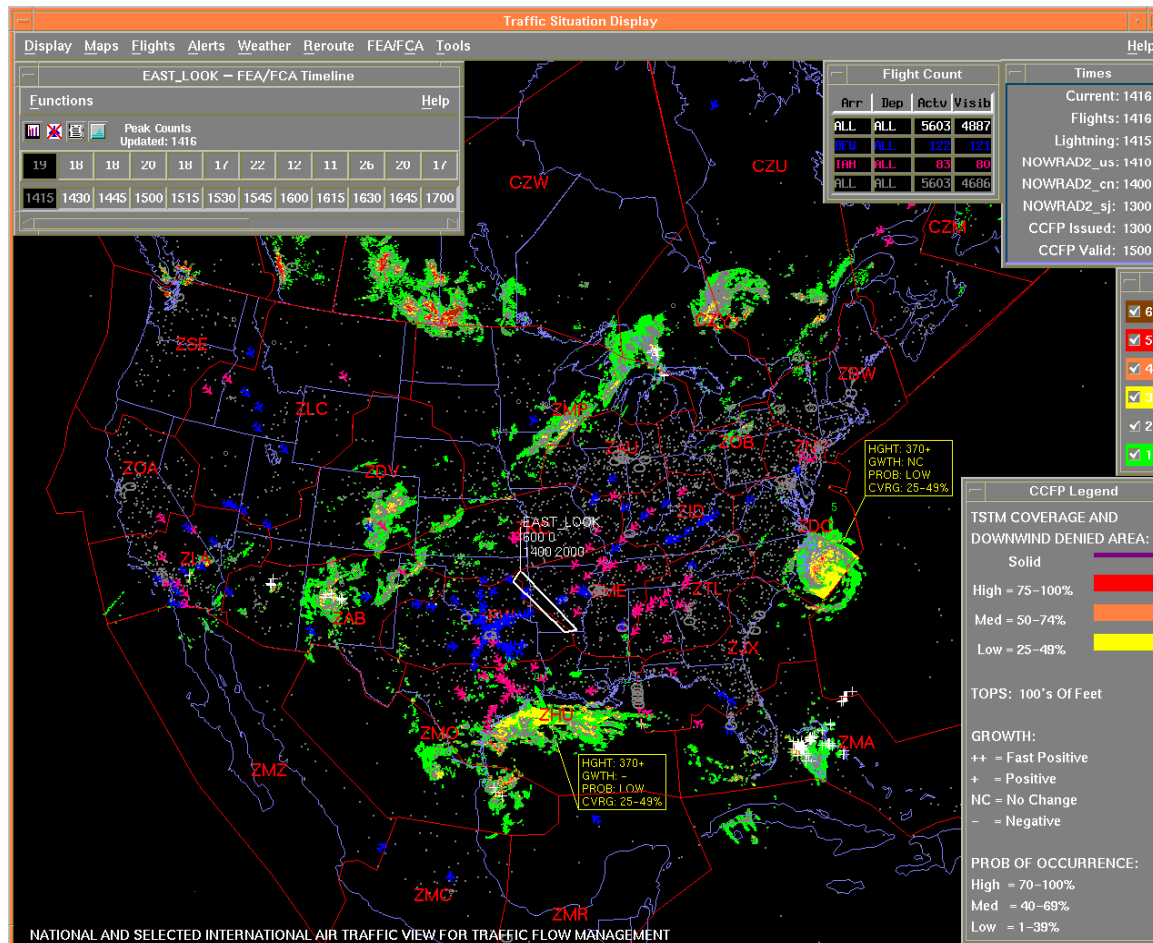 Traffic Situation Display
Display Maps Flights Alerts Weather Reroute FEA/FCA Tools Help
EAST_LOOK – FEA/FCA Timeline
Functions Help
Peak Counts
Updated: 1416
19 18 18 20 18 17 22 12 11 26 20 17
1415 1430 1445 1500 1515 1530 1545 1600 1615 1630 1645 1700
Flight Count
Arr Dep Actv Visib
ALL ALL 5603 4887
DFW ALL 122 121
IAH ALL 83 80
ALL ALL 5603 4686
Times
Current: 1416
Flights: 1416
Lightning: 1415
NOWRAD2_us: 1410
NOWRAD2_cn: 1400
NOWRAD2_sj: 1300
CCFP Issued: 1300
CCFP Valid: 1500
6
5
4
3
2
1
CZU
CZW
CZM
ZSE
ZLC
ZBW
ZMP
ZAU
ZOB
ZOA
ZDV
ZID
ZDC
ZLA
ZAB
ZME
ZTL
ZJX
ZHU
ZMO
ZMA
ZMZ
ZMC
ZMR
EAST_LOOK
600 0
1400 2000
HGHT: 370+
GWTH: NC
PROB: LOW
CVRG: 25–49%
5
HGHT: 370+
GWTH: –
PROB: LOW
CVRG: 25–49%
CCFP Legend
TSTM COVERAGE AND
DOWNWIND DENIED AREA:
Solid
High = 75–100%
Med = 50–74%
Low = 25–49%
TOPS: 100's Of Feet
GROWTH:
++ = Fast Positive
+ = Positive
NC = No Change
– = Negative
PROB OF OCCURRENCE:
High = 70–100%
Med = 40–69%
Low = 1–39%
NATIONAL AND SELECTED INTERNATIONAL AIR TRAFFIC VIEW FOR TRAFFIC FLOW MANAGEMENT